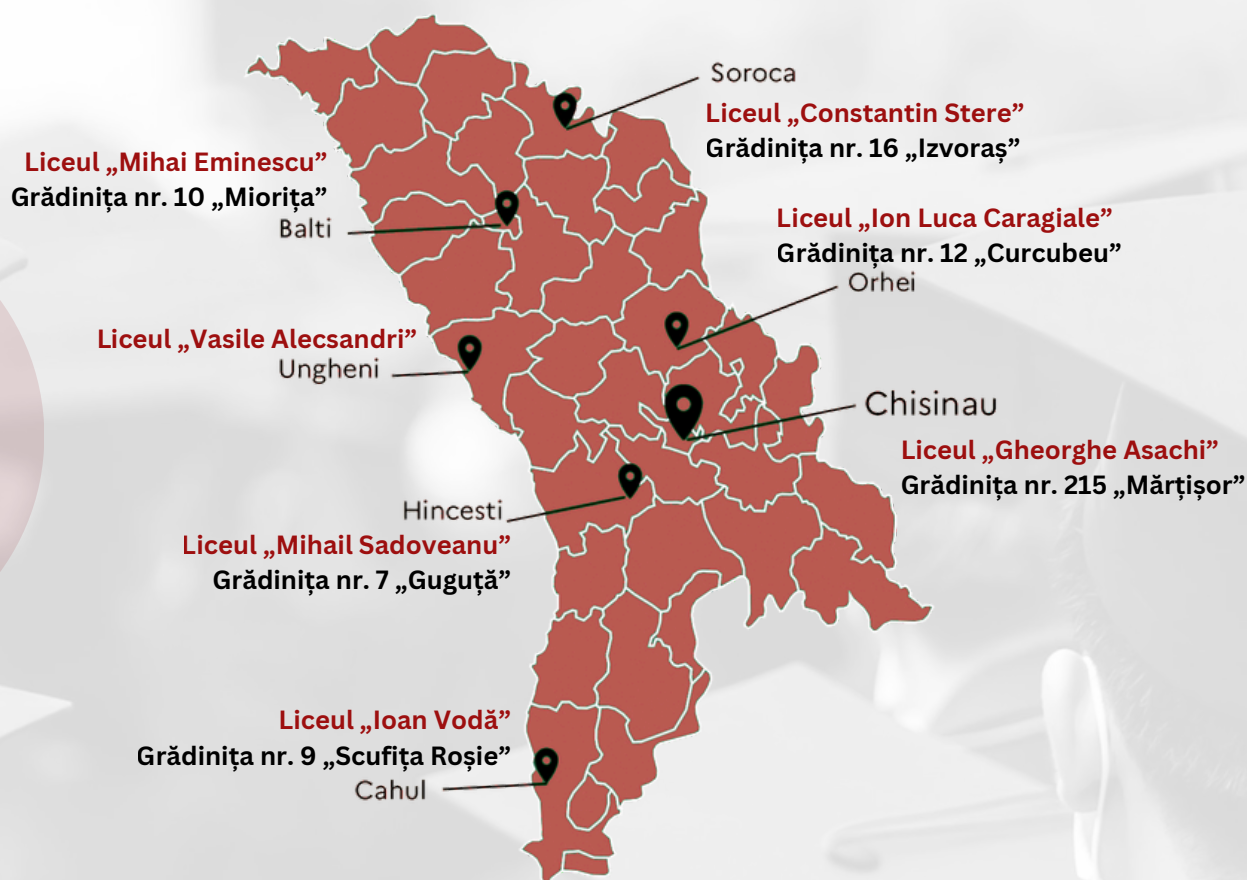 Soroca
Liceul „Constantin Stere”
Grădinița nr. 16 „Izvoraș”
Liceul „Mihai Eminescu”
Grădinița nr. 10 „Miorița”
Balti
Liceul „Ion Luca Caragiale”
Grădinița nr. 12 „Curcubeu”
Orhei
Liceul „Vasile Alecsandri”
Ungheni
Chisinau
Liceul „Gheorghe Asachi”
Grădinița nr. 215 „Mărțișor”
Hincesti
Liceul „Mihail Sadoveanu”
Grădinița nr. 7 „Guguță”
Liceul „Ioan Vodă”
Grădinița nr. 9 „Scufița Roșie”
Cahul